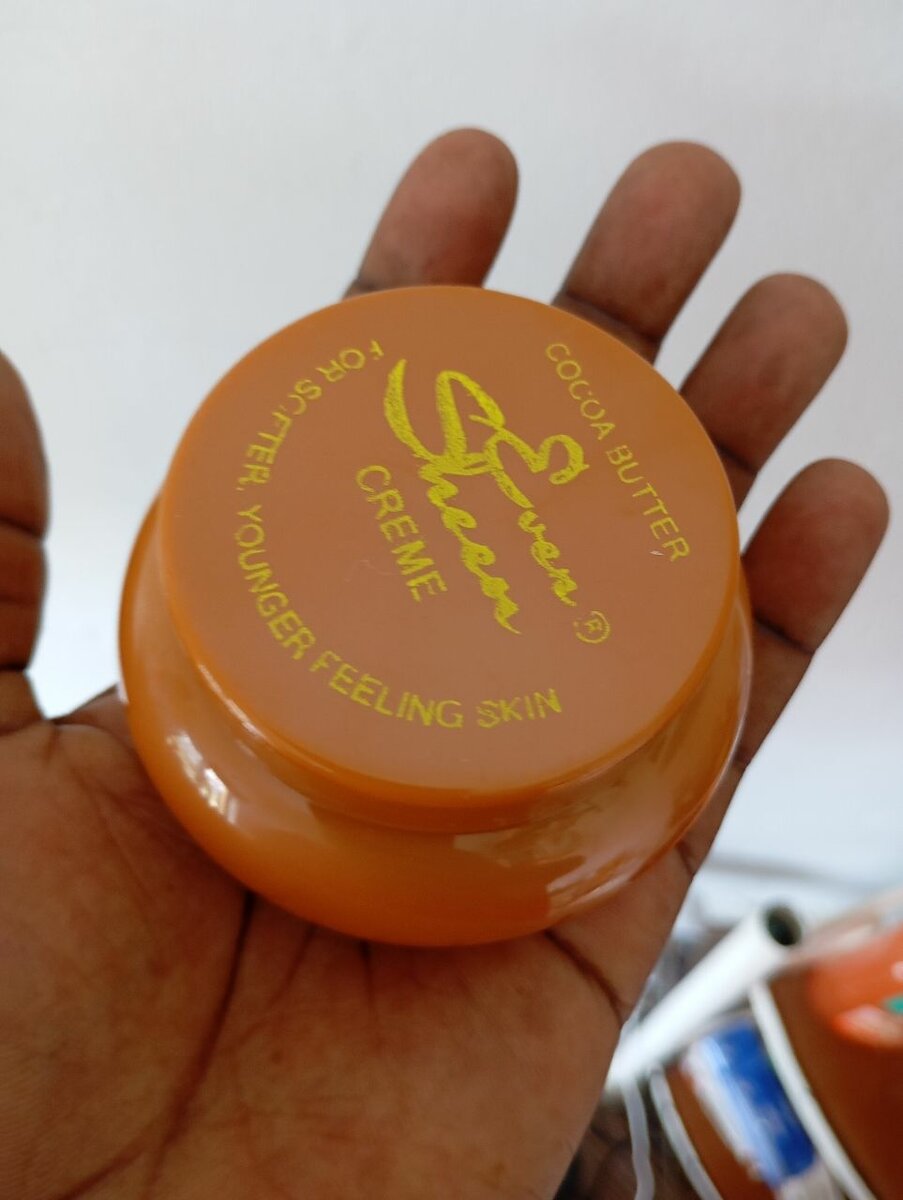 COCOA BUTTER
Even
Sheen ®
CREME
FOR SOFTER, YOUNGER FEELING SKIN